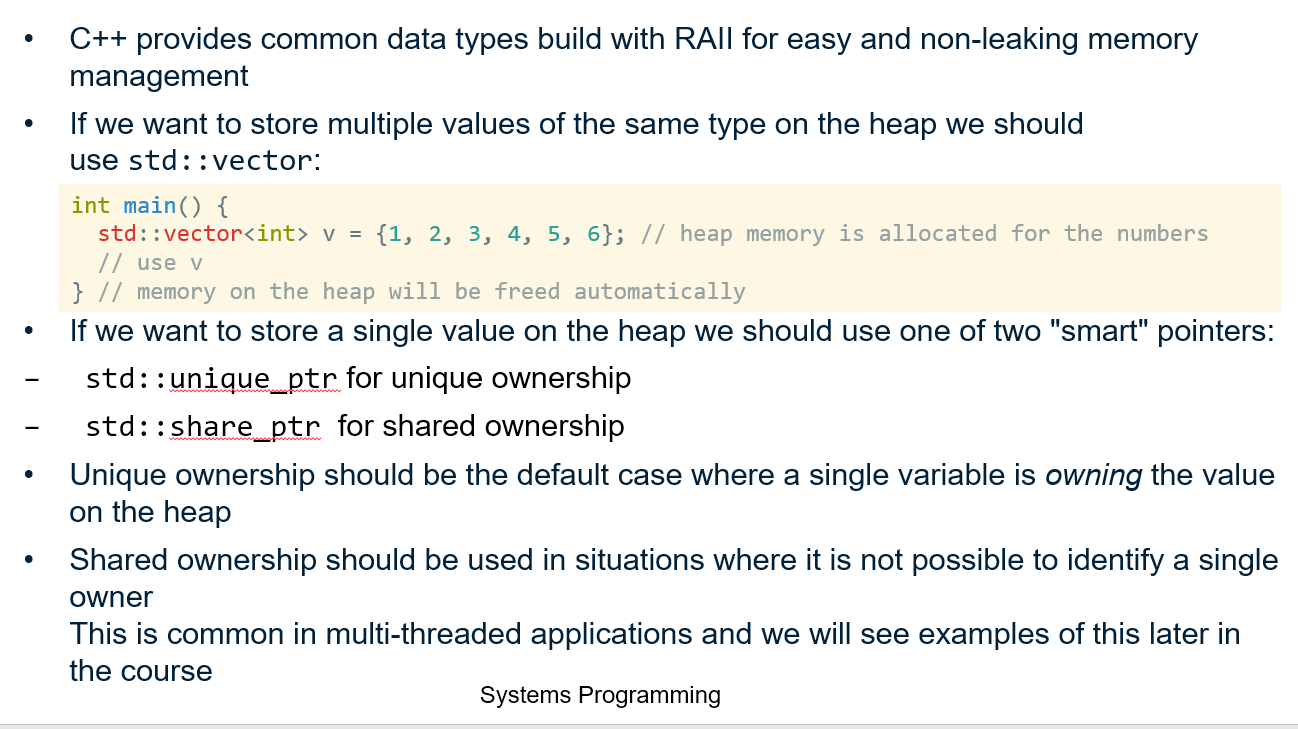 • C++ provides common data types build with RAII for easy and non-leaking memory
management
• If we want to store multiple values of the same type on the heap we should
use std::vector:
int main() {
  std::vector<int> v = {1, 2, 3, 4, 5, 6}; // heap memory is allocated for the numbers
  // use v
} // memory on the heap will be freed automatically
• If we want to store a single value on the heap we should use one of two "smart" pointers:
– std::unique_ptr for unique ownership
– std::share_ptr for shared ownership
• Unique ownership should be the default case where a single variable is owning the value
on the heap
• Shared ownership should be used in situations where it is not possible to identify a single
owner
This is common in multi-threaded applications and we will see examples of this later in
the course
Systems Programming